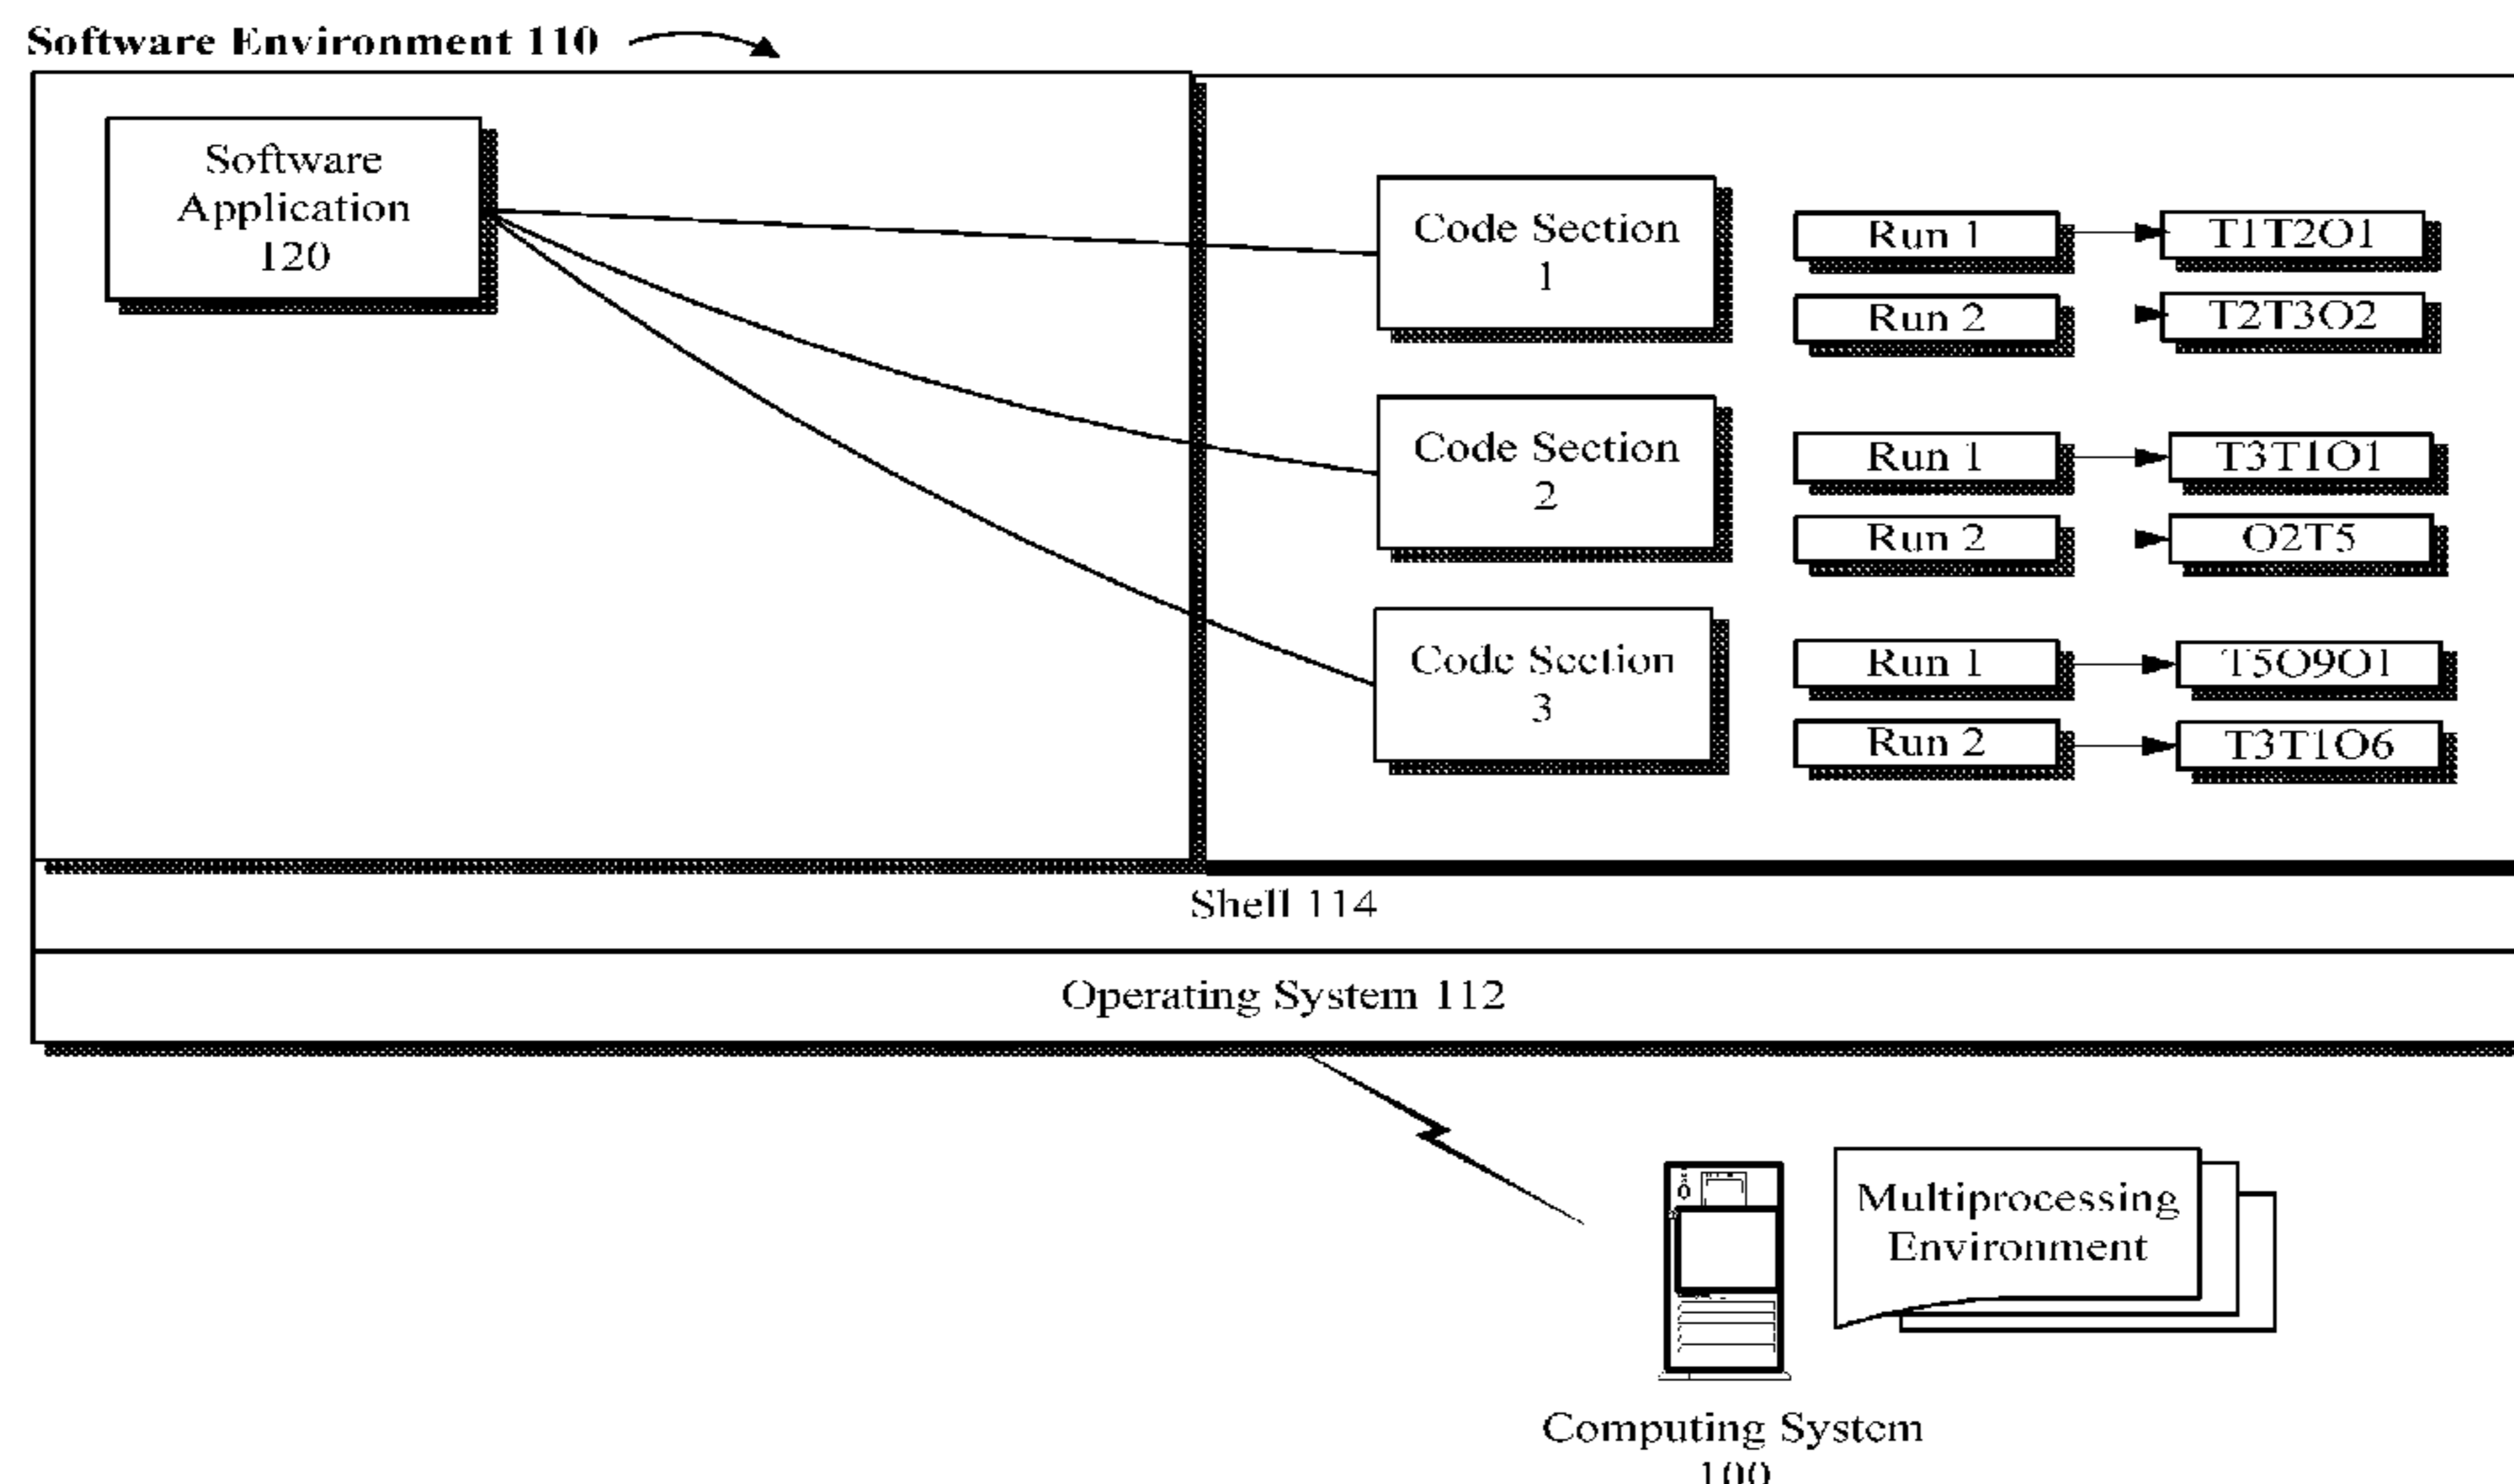 Software Environment 110
Software
Application
120
Code Section
1
Run 1
T1T2O1
Run 2
T2T3O2
Code Section
2
Run 1
T3T1O1
Run 2
O2T5
Code Section
3
Run 1
T5O9O1
Run 2
T3T1O6
Shell 114
Operating System 112
Multiprocessing
Environment
Computing System
100